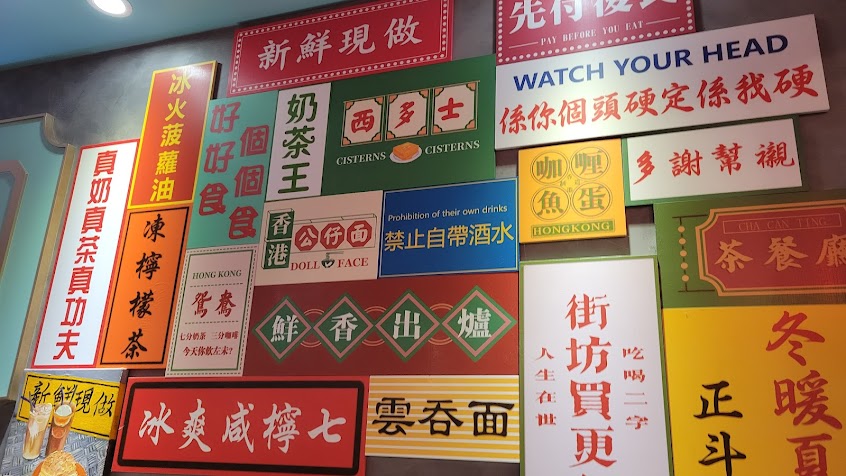 新鮮現做
先付後食
PAY BEFORE YOU EAT
WATCH YOUR HEAD
係你個頭硬定係我硬
冰火菠蘿油
好好食
個個食
奶茶王
西多士
CISTERNS CISTERNS
咖喱
魚蛋
HONGKONG
多謝幫襯
真奶真茶真功夫
凍檸檬茶
香港
公仔面
DOLL FACE
Prohibition of their own drinks
禁止自帶酒水
CHA CAN TING
茶餐廳
HONG KONG
鴛鴦
七分奶茶 三分咖啡
今天你飲左未?
鮮香出爐
街坊買更
吃喝二字
人生在世
冬暖夏
正斗
新鮮現做
冰爽咸檸七
雲吞面